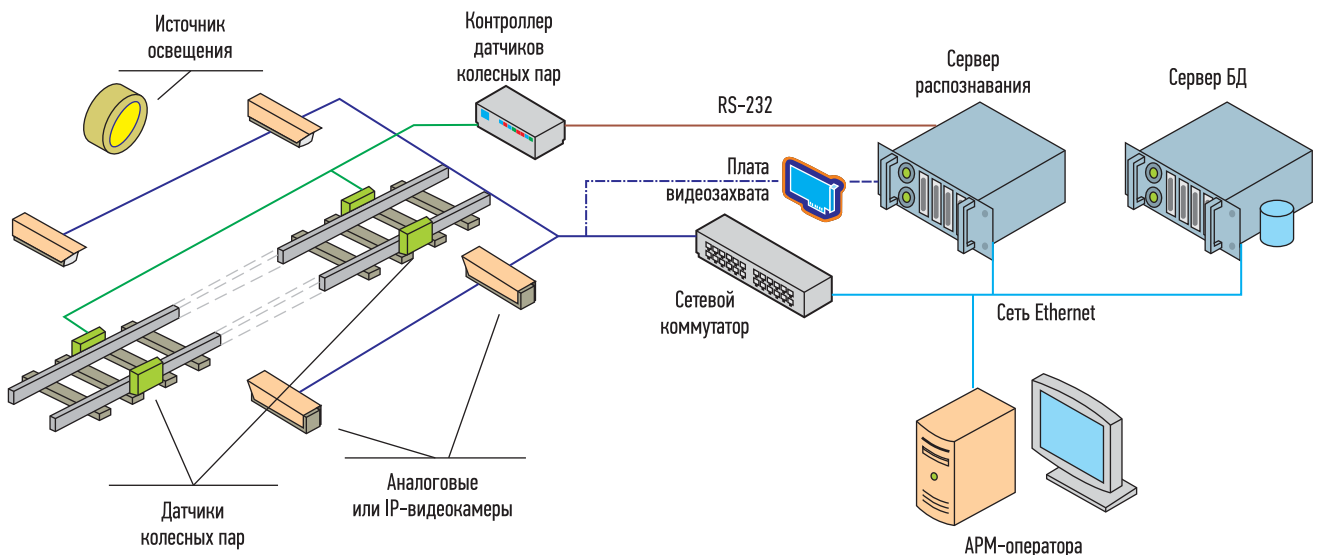 Источник
освещения
Контроллер
датчиков
колесных пар
RS-232
Сервер
распознавания
Сервер БД
Плата
видеозахвата
Сетевой
коммутатор
Сеть Ethernet
Датчики
колесных пар
Аналоговые
или IP-видеокамеры
АРМ-оператора